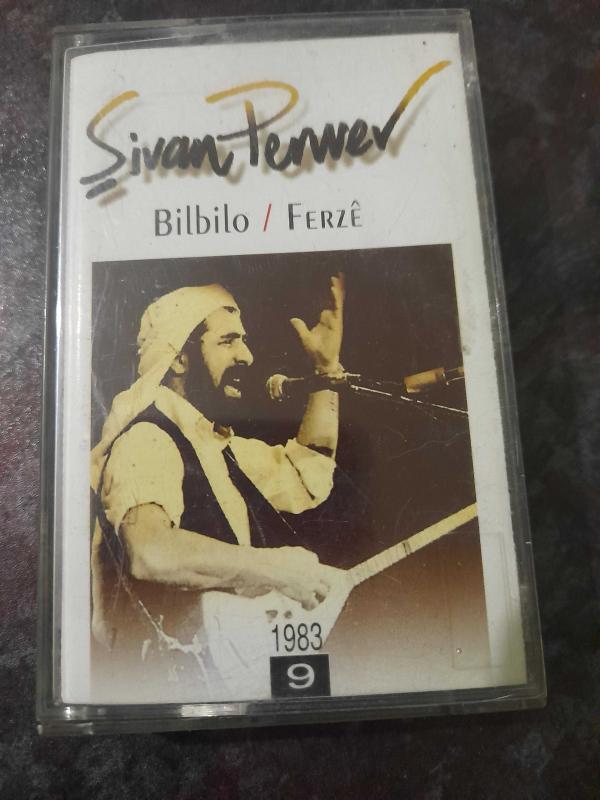 Şivan Perwer
Bilbilo / FERZÊ
1983
9